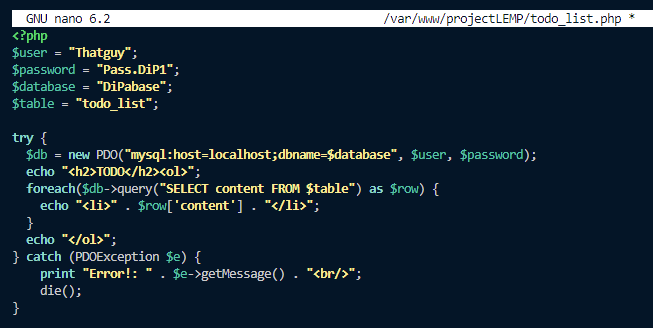 GNU nano 6.2 /var/www/projectLEMP/todo_list.php *
<?php
$user = "Thatguy";
$password = "Pass.DiP1";
$database = "DiPabase";
$table = "todo_list";

try {
  $db = new PDO("mysql:host=localhost;dbname=$database", $user, $password);
  echo "<h2>TODO</h2><ol>";
  foreach($db->query("SELECT content FROM $table") as $row) {
    echo "<li>" . $row['content'] . "</li>";
  }
  echo "</ol>";
} catch (PDOException $e) {
    print "Error!: " . $e->getMessage() . "<br/>";
    die();
}